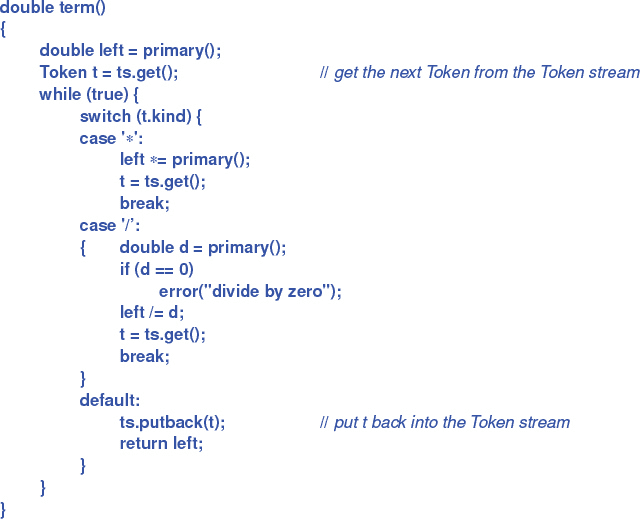 double term()
{
double left = primary();
Token t = ts.get(); // get the next Token from the Token stream
while (true) {
switch (t.kind) {
case '*':
left *= primary();
t = ts.get();
break;
case '/’:
{ double d = primary();
if (d == 0)
error("divide by zero");
left /= d;
t = ts.get();
break;
}
default:
ts.putback(t); // put t back into the Token stream
return left;
}
}
}